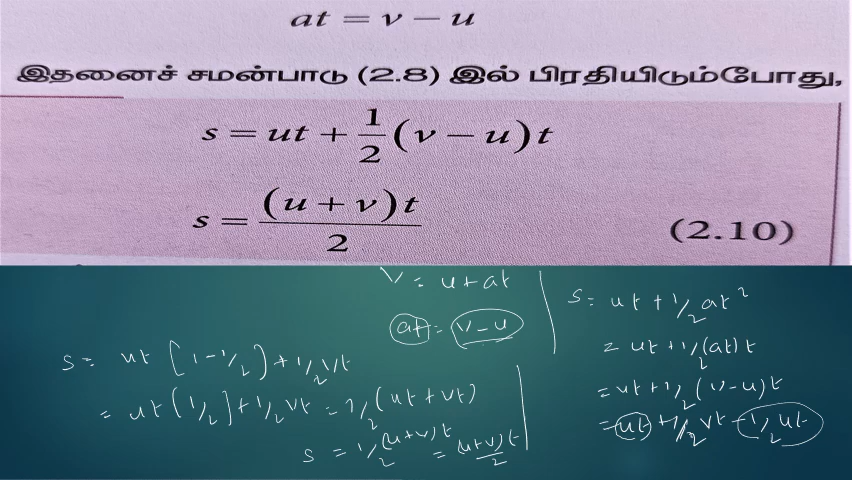 at = v − u
இதனைச் சமன்பாடு (2.8) இல் பிரதியிடும்போது,
s = ut + 1/2 (v − u) t
s = (u + v) t / 2 (2.10)
v = u + at
at = v − u
s = ut [1 − 1/2] + 1/2 vt
= ut (1/2) + 1/2 vt = 1/2 (ut + vt)
s = 1/2 (u+v) t = (u+v) t / 2
s = ut + 1/2 at²
= ut + 1/2 (at) t
= ut + 1/2 (v − u) t
= ut + 1/2 vt − 1/2 ut